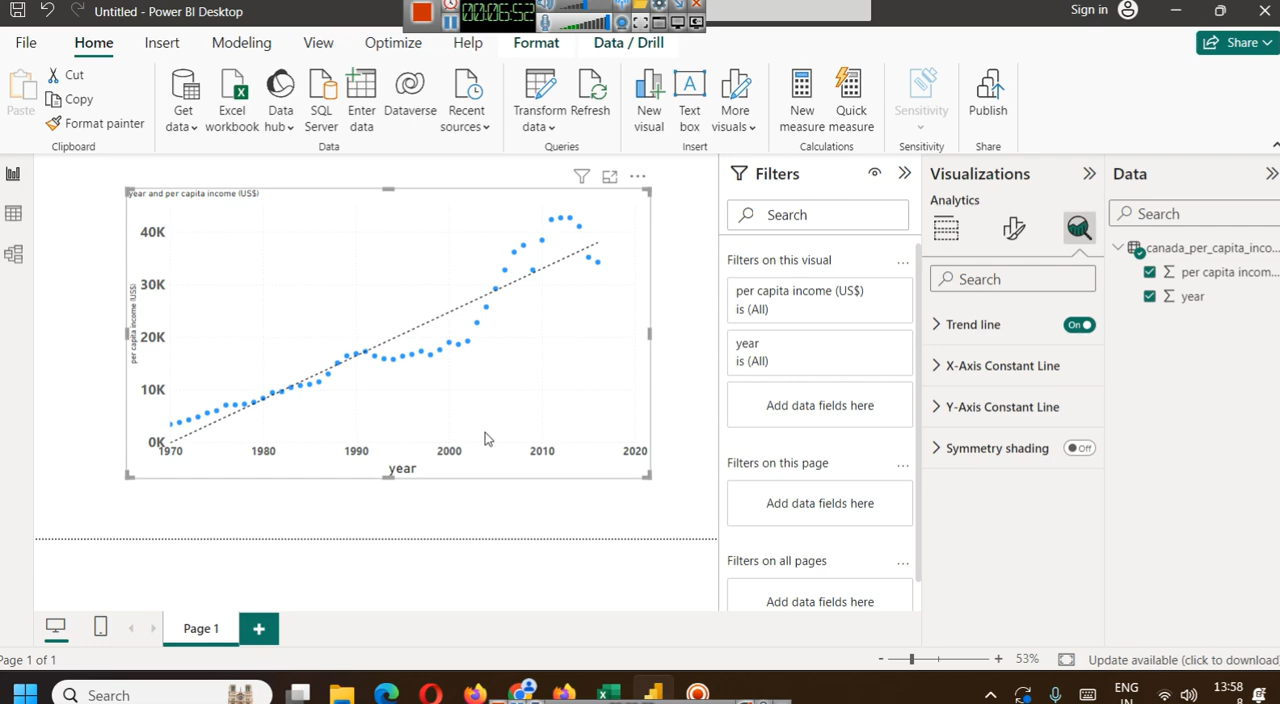 Untitled - Power BI Desktop
00:06:52
Sign in
File Home Insert Modeling View Optimize Help Format Data / Drill
Share
Paste
Cut
Copy
Format painter
Clipboard
Get data
Excel workbook
Data hub
SQL Server
Enter data
Dataverse
Recent sources
Data
Transform data
Refresh
Queries
New visual
Text box
More visuals
Insert
New measure
Quick measure
Calculations
Sensitivity
Sensitivity
Publish
Share
year and per capita income (US$)
per capita income (US$)
40K
30K
20K
10K
0K
1970 1980 1990 2000 2010 2020
year
Filters
Search
Filters on this visual
per capita income (US$)
is (All)
year
is (All)
Add data fields here
Filters on this page
Add data fields here
Filters on all pages
Add data fields here
Visualizations
Analytics
Search
Trend line On
X-Axis Constant Line
Y-Axis Constant Line
Symmetry shading Off
Data
Search
canada_per_capita_inco...
per capita incom...
year
Page 1
Page 1 of 1
- + 53%
Update available (click to download
Search
ENG
IN
13:58
8